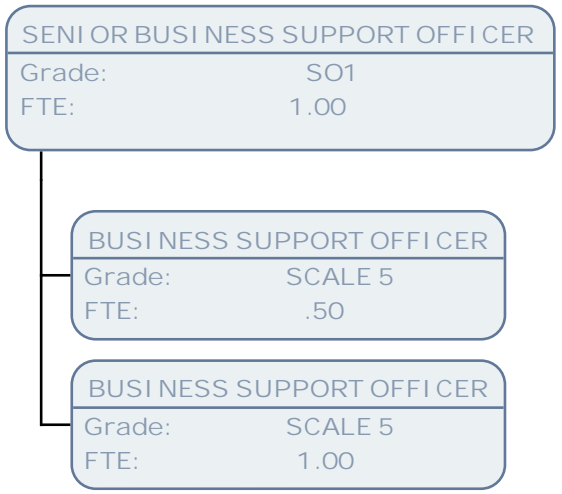 SENIOR BUSINESS SUPPORT OFFICER
Grade: SO1
FTE: 1.00
BUSINESS SUPPORT OFFICER
Grade: SCALE 5
FTE: .50
BUSINESS SUPPORT OFFICER
Grade: SCALE 5
FTE: 1.00